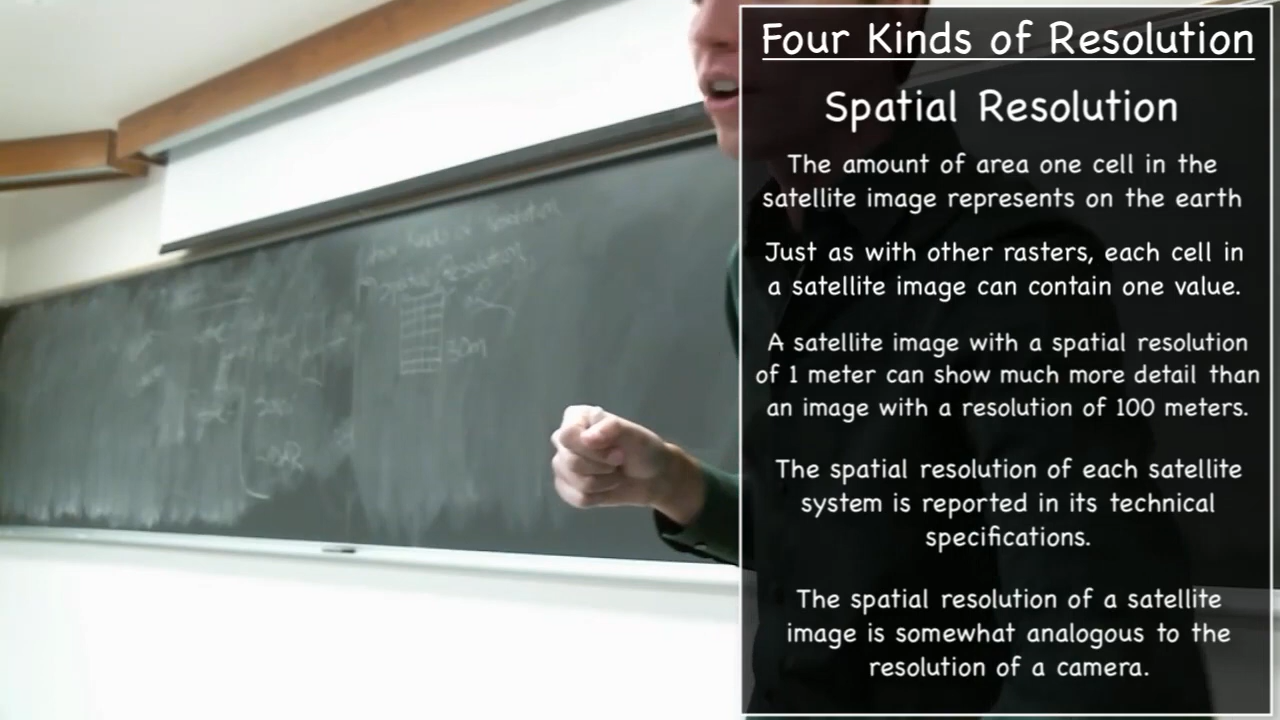 Four Kinds of Resolution
Spatial Resolution
The amount of area one cell in the
satellite image represents on the earth
Just as with other rasters, each cell in
a satellite image can contain one value.
A satellite image with a spatial resolution
of 1 meter can show much more detail than
an image with a resolution of 100 meters.
The spatial resolution of each satellite
system is reported in its technical
specifications.
The spatial resolution of a satellite
image is somewhat analogous to the
resolution of a camera.
30m